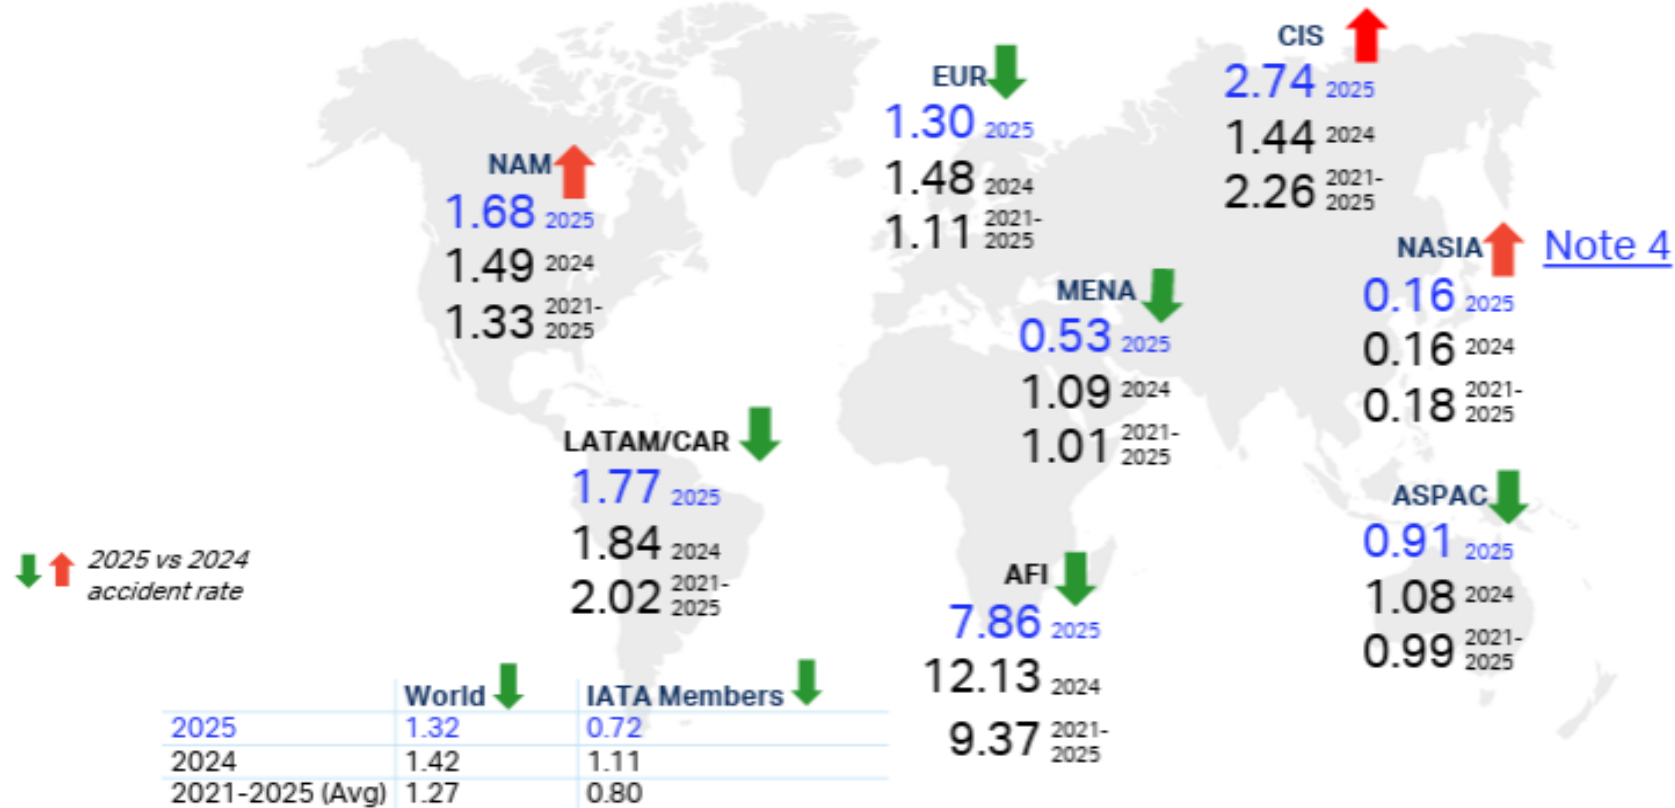 CIS
2.74 2025
1.44 2024
2.26 2021-
2025
EUR
1.30 2025
1.48 2024
1.11 2021-
2025
NAM
1.68 2025
1.49 2024
1.33 2021-
2025
NASIA
Note 4
0.16 2025
0.16 2024
0.18 2021-
2025
MENA
0.53 2025
1.09 2024
1.01 2021-
2025
LATAM/CAR
1.77 2025
1.84 2024
2.02 2021-
2025
ASPAC
0.91 2025
1.08 2024
0.99 2021-
2025
AFI
7.86 2025
12.13 2024
9.37 2021-
2025
2025 vs 2024
accident rate
World IATA Members
2025 1.32 0.72
2024 1.42 1.11
2021-2025 (Avg) 1.27 0.80